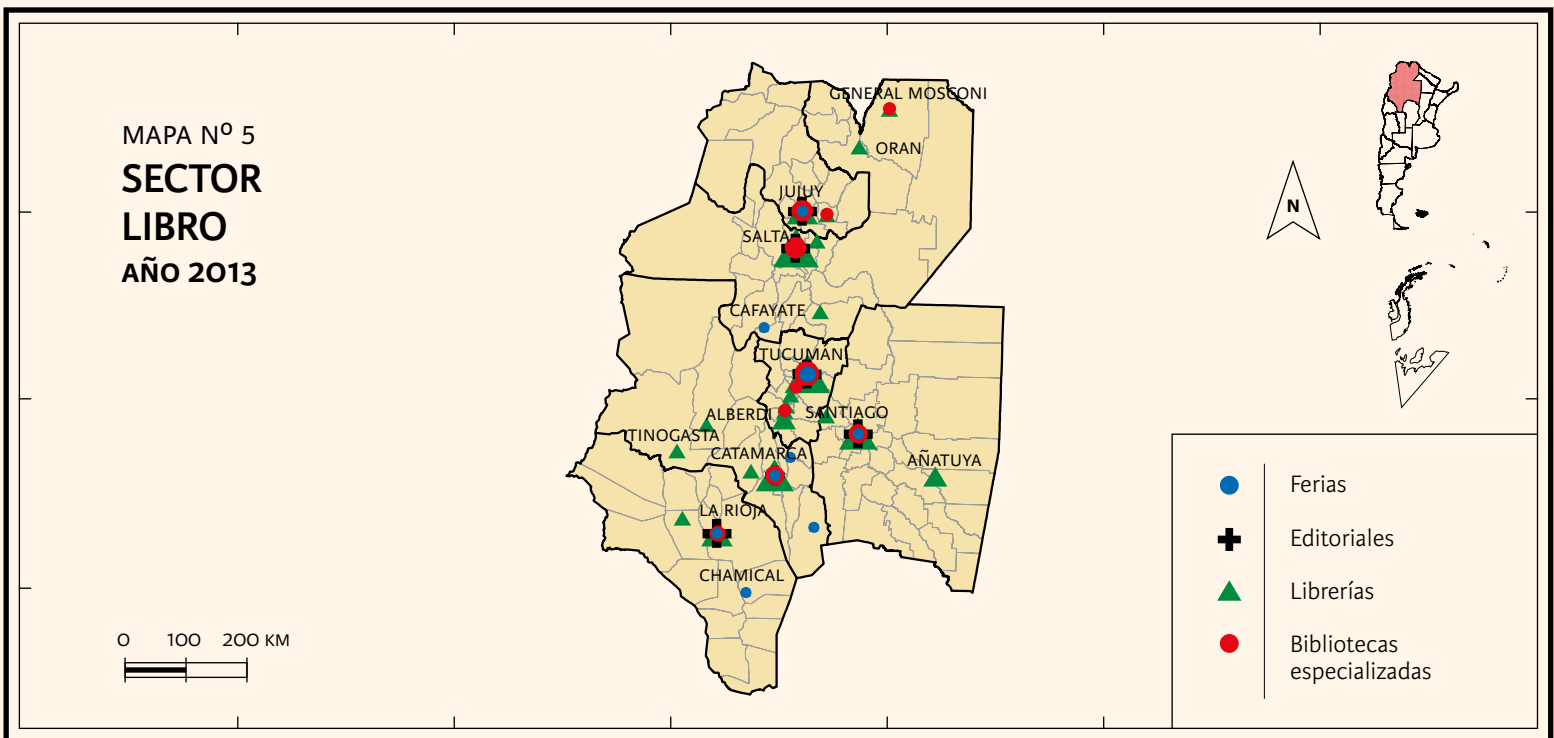 MAPA Nº 5
SECTOR
LIBRO
AÑO 2013
GENERAL MOSCONI
ORAN
JUJUY
SALTA
CAFAYATE
TUCUMÁN
ALBERDI
SANTIAGO
TINOGASTA
CATAMARCA
AÑATUYA
LA RIOJA
CHAMICAL
N
0 100 200 KM
Ferias
Editoriales
Librerías
Bibliotecas
especializadas